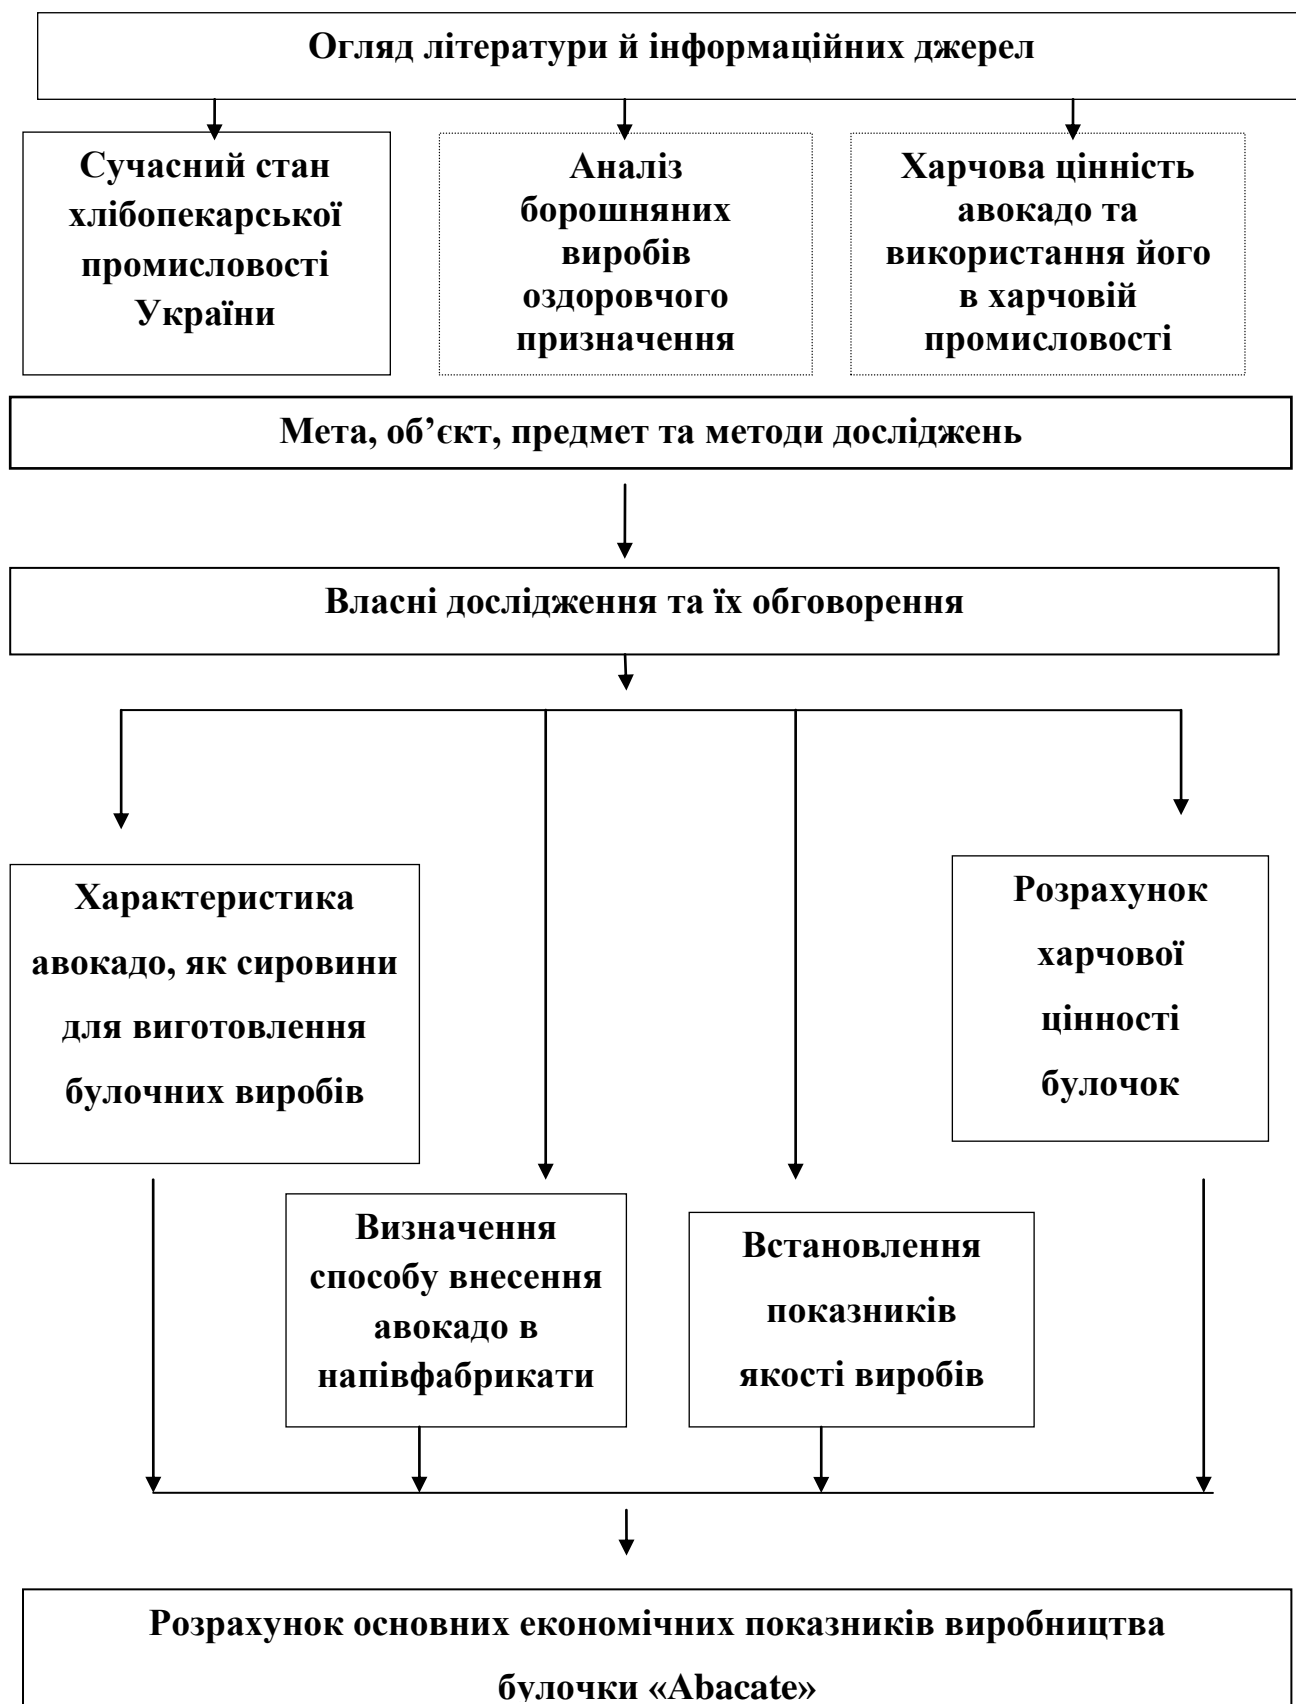 Огляд літератури й інформаційних джерел
Сучасний стан
хлібопекарської
промисловості
України
Аналіз
борошняних
виробів
оздоровчого
призначення
Харчова цінність
авокадо та
використання його
в харчовій
промисловості
Мета, об’єкт, предмет та методи досліджень
Власні дослідження та їх обговорення
Характеристика
авокадо, як сировини
для виготовлення
булочних виробів
Визначення
способу внесення
авокадо в
напівфабрикати
Встановлення
показників
якості виробів
Розрахунок
харчової
цінності
булочок
Розрахунок основних економічних показників виробництва
булочки «Abacate»